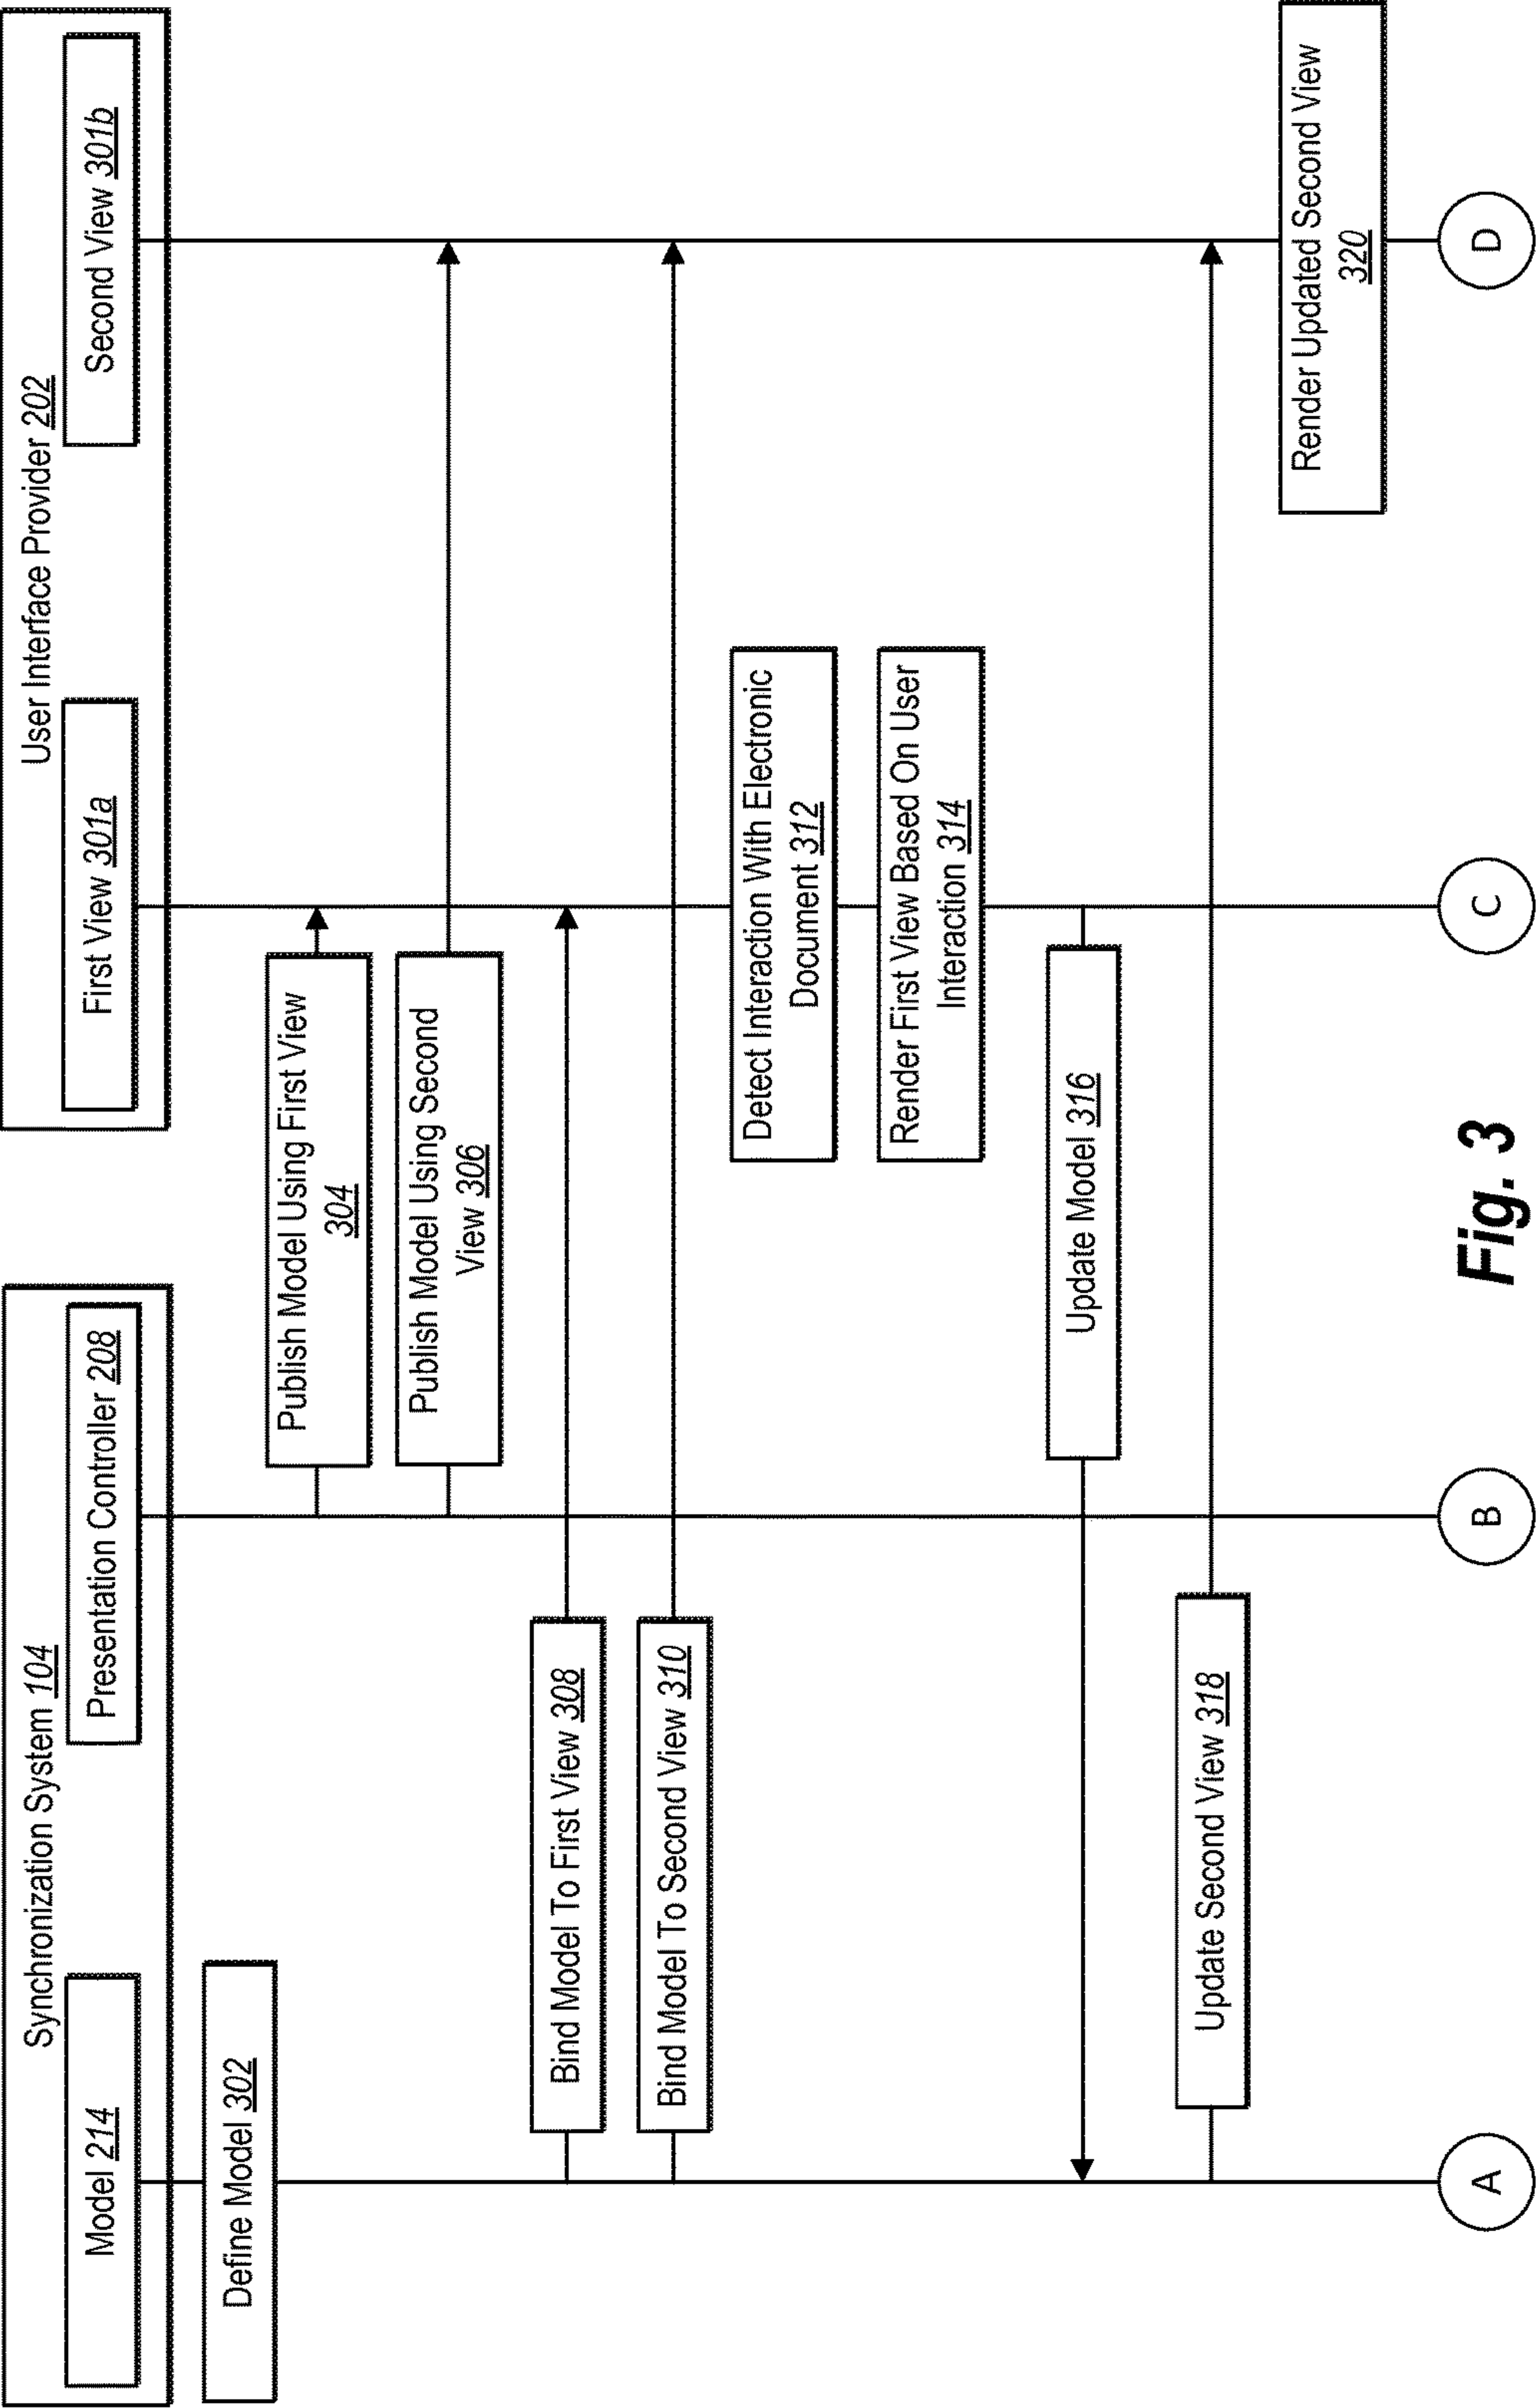 Synchronization System 104
User Interface Provider 202
Model 214
Presentation Controller 208
First View 301a
Second View 301b
Define Model 302
Publish Model Using First View
304
Publish Model Using Second
View 306
Bind Model To First View 308
Bind Model To Second View 310
Detect Interaction With Electronic
Document 312
Render First View Based On User
Interaction 314
Update Model 316
Update Second View 318
Render Updated Second View
320
A
B
C
D
Fig. 3